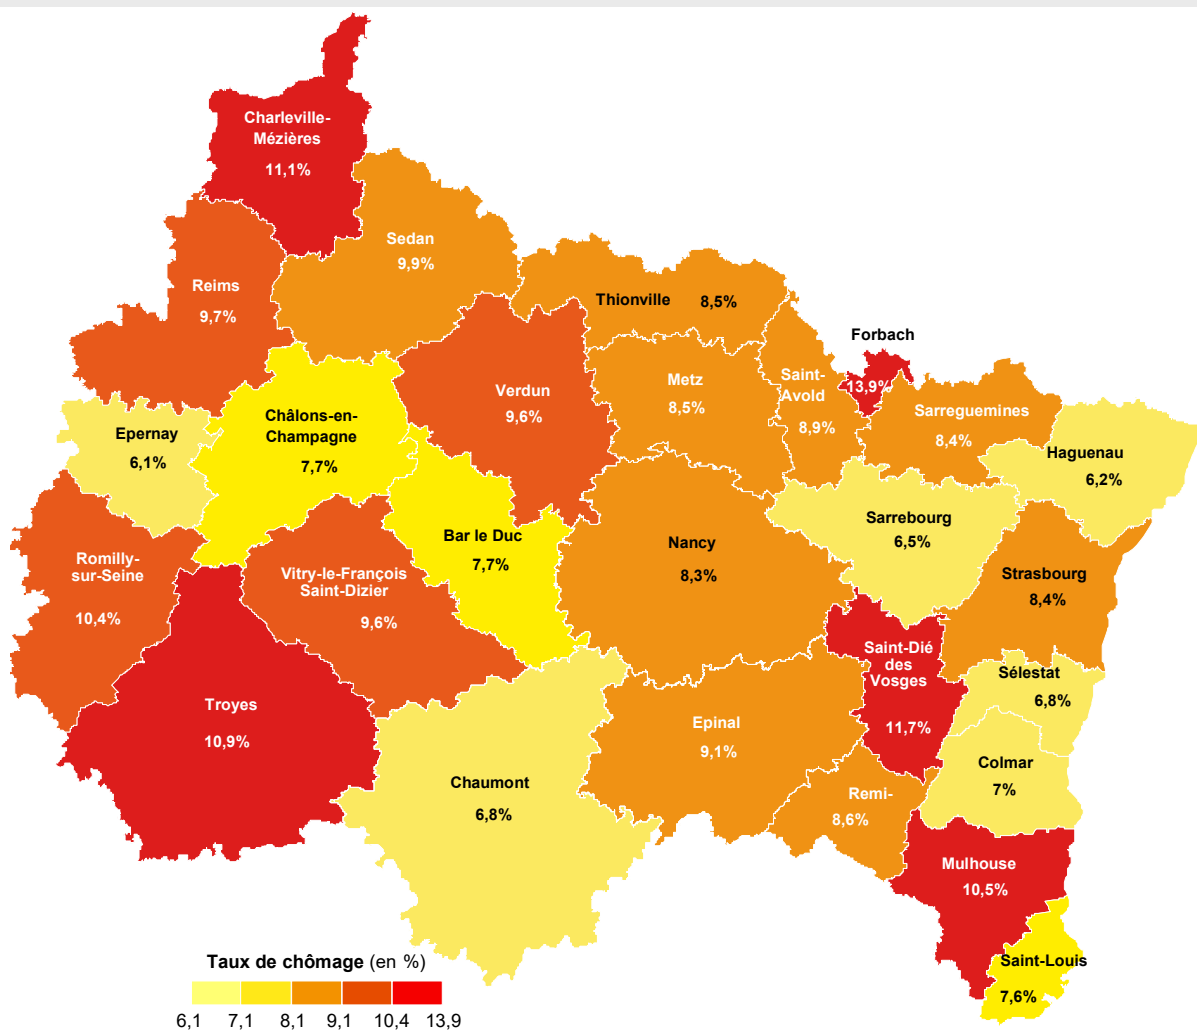 Charleville-
Mézières
11,1%
Sedan
9,9%
Reims
9,7%
Thionville 8,5%
Forbach
13,9%
Verdun
9,6%
Metz
8,5%
Saint-
Avold
8,9%
Sarreguemines
8,4%
Châlons-en-
Champagne
7,7%
Epernay
6,1%
Haguenau
6,2%
Sarrebourg
6,5%
Bar le Duc
7,7%
Nancy
8,3%
Romilly-
sur-Seine
10,4%
Vitry-le-François
Saint-Dizier
9,6%
Strasbourg
8,4%
Saint-Dié
des
Vosges
11,7%
Sélestat
6,8%
Troyes
10,9%
Epinal
9,1%
Chaumont
6,8%
Colmar
7%
Remi-
8,6%
Mulhouse
10,5%
Saint-Louis
7,6%
Taux de chômage (en %)
6,1 7,1 8,1 9,1 10,4 13,9